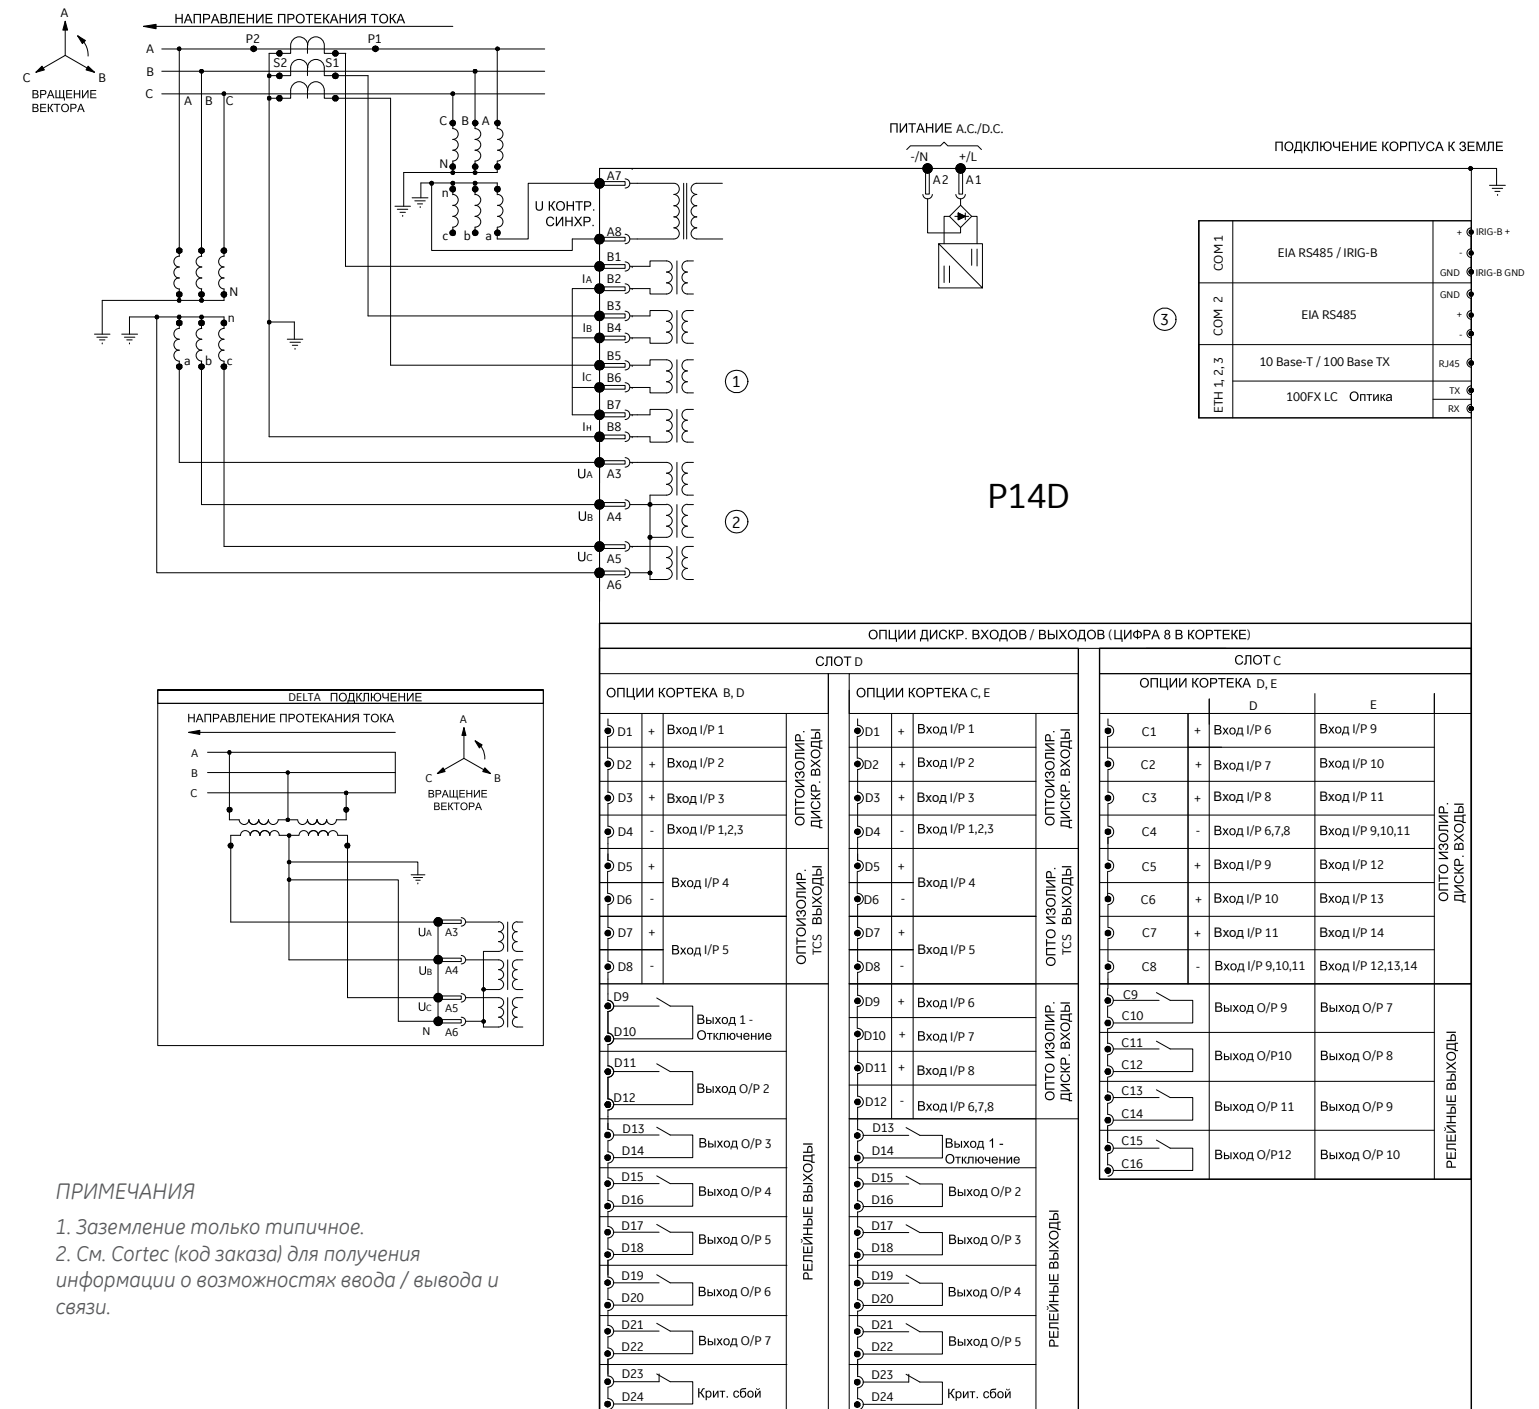 A
C
B
ВРАЩЕНИЕ
ВЕКТОРА
НАПРАВЛЕНИЕ ПРОТЕКАНИЯ ТОКА
P2
P1
A
S2
S1
B
C
A
B
C
C
B
A
N
n
c
b
a
N
n
a
b
c
U КОНТР.
СИНХР.
A7
A8
B1
IA
B2
B3
IB
B4
B5
IC
B6
B7
IН
B8
UA
A3
UB
A4
UC
A5
A6
1
2
3
ПИТАНИЕ A.C./D.C.
-/N
+/L
A2
A1
ПОДКЛЮЧЕНИЕ КОРПУСА К ЗЕМЛЕ
COM1
EIA RS485 / IRIG-B
+
IRIG-B +
-
GND
IRIG-B GND
COM 2
EIA RS485
GND
+
-
ETH 1, 2, 3
10 Base-T / 100 Base TX
RJ45
100FX LC Оптика
TX
RX
P14D
DELTA ПОДКЛЮЧЕНИЕ
НАПРАВЛЕНИЕ ПРОТЕКАНИЯ ТОКА
A
B
C
A
C
B
ВРАЩЕНИЕ
ВЕКТОРА
UA
A3
UB
A4
UC
A5
N
A6
ПРИМЕЧАНИЯ
1. Заземление только типичное.
2. См. Cortec (код заказа) для получения
информации о возможностях ввода / вывода и
связи.
ОПЦИИ ДИСКР. ВХОДОВ / ВЫХОДОВ (ЦИФРА 8 В КОРТЕКЕ)
СЛОТ D
ОПЦИИ КОРТЕКА B, D
D1 + Вход I/P 1
D2 + Вход I/P 2
D3 + Вход I/P 3
D4 - Вход I/P 1,2,3
ОПТОИЗОЛИР.
ДИСКР. ВХОДЫ
D5 +
Вход I/P 4
D6 -
D7 +
Вход I/P 5
D8 -
ОПТОИЗОЛИР.
TCS ВЫХОДЫ
D9
Выход 1 -
D10
Отключение
D11
Выход O/P 2
D12
D13
Выход O/P 3
D14
D15
Выход O/P 4
D16
D17
Выход O/P 5
D18
D19
Выход O/P 6
D20
D21
Выход O/P 7
D22
D23
Крит. сбой
D24
РЕЛЕЙНЫЕ ВЫХОДЫ
ОПЦИИ КОРТЕКА C, E
D1 + Вход I/P 1
D2 + Вход I/P 2
D3 + Вход I/P 3
D4 - Вход I/P 1,2,3
ОПТОИЗОЛИР.
ДИСКР. ВХОДЫ
D5 +
Вход I/P 4
D6 -
D7 +
Вход I/P 5
D8 -
ОПТО ИЗОЛИР.
TCS ВЫХОДЫ
D9 + Вход I/P 6
D10 + Вход I/P 7
D11 + Вход I/P 8
D12 - Вход I/P 6,7,8
ОПТО ИЗОЛИР.
ДИСКР. ВХОДЫ
D13
Выход 1 -
D14
Отключение
D15
Выход O/P 2
D16
D17
Выход O/P 3
D18
D19
Выход O/P 4
D20
D21
Выход O/P 5
D22
D23
Крит. сбой
D24
РЕЛЕЙНЫЕ ВЫХОДЫ
СЛОТ C
ОПЦИИ КОРТЕКА D, E
D
E
C1 + Вход I/P 6 Вход I/P 9
C2 + Вход I/P 7 Вход I/P 10
C3 + Вход I/P 8 Вход I/P 11
C4 - Вход I/P 6,7,8 Вход I/P 9,10,11
C5 + Вход I/P 9 Вход I/P 12
C6 + Вход I/P 10 Вход I/P 13
C7 + Вход I/P 11 Вход I/P 14
C8 - Вход I/P 9,10,11 Вход I/P 12,13,14
ОПТО ИЗОЛИР.
ДИСКР. ВХОДЫ
C9
Выход O/P 9 Выход O/P 7
C10
C11
Выход O/P10 Выход O/P 8
C12
C13
Выход O/P 11 Выход O/P 9
C14
C15
Выход O/P12 Выход O/P 10
C16
РЕЛЕЙНЫЕ ВЫХОДЫ